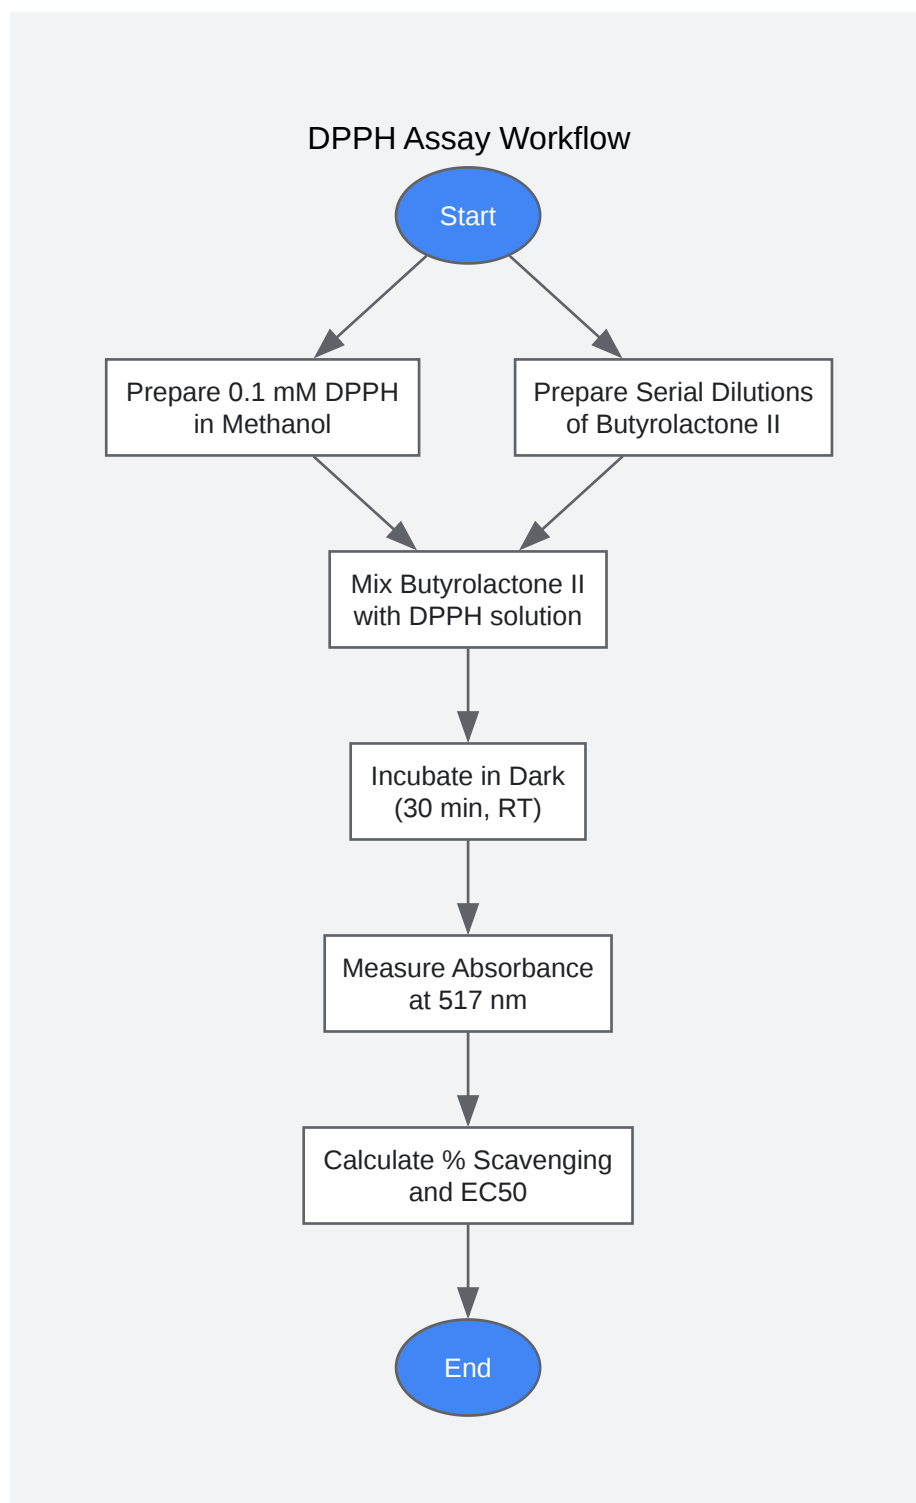 DPPH Assay Workflow
Start
Prepare 0.1 mM DPPH
in Methanol
Prepare Serial Dilutions
of Butyrolactone II
Mix Butyrolactone II
with DPPH solution
Incubate in Dark
(30 min, RT)
Measure Absorbance
at 517 nm
Calculate % Scavenging
and EC50
End